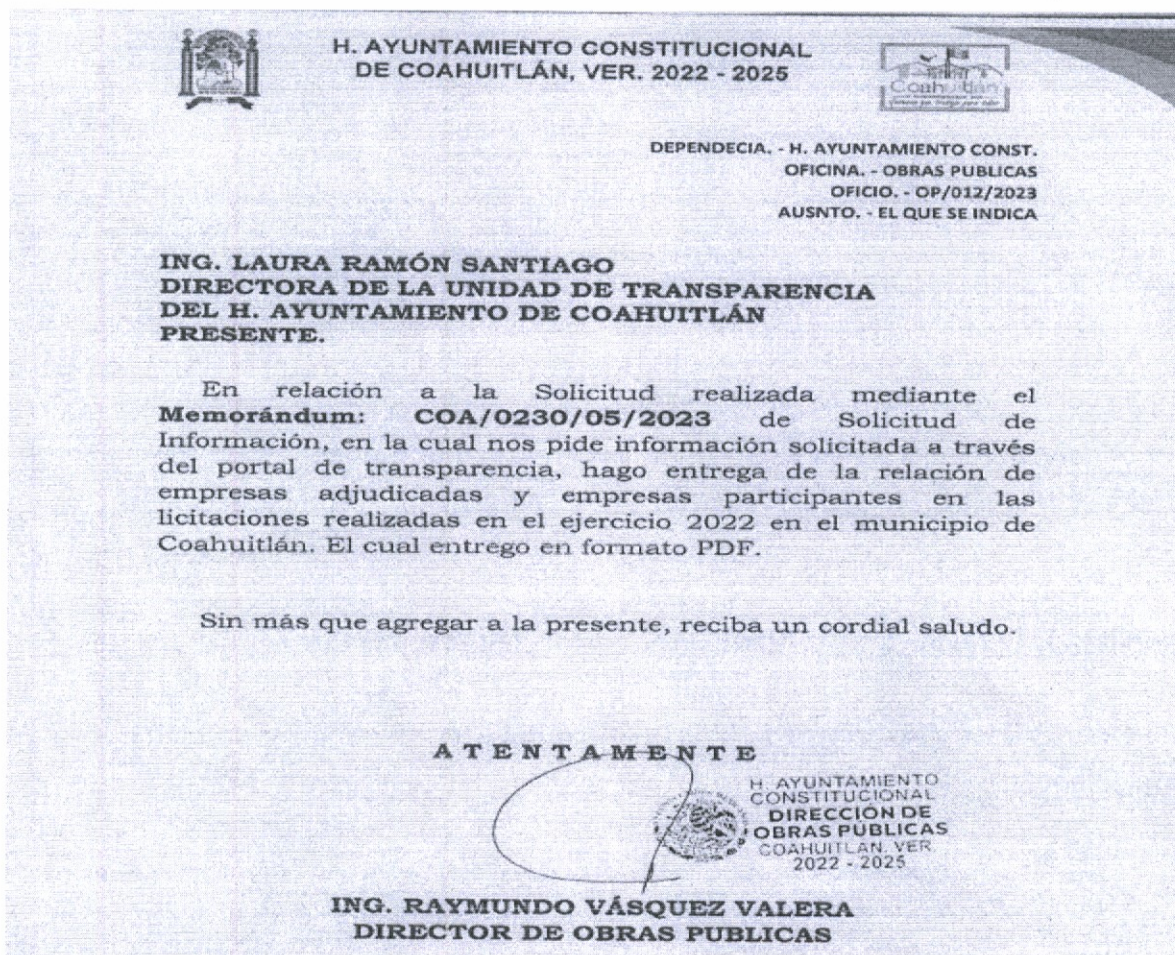 H. AYUNTAMIENTO CONSTITUCIONAL
DE COAHUITLÁN, VER. 2022 - 2025
Coahuitlán
DEPENDECIA. - H. AYUNTAMIENTO CONST.
OFICINA. - OBRAS PUBLICAS
OFICIO. - OP/012/2023
AUSNTO. - EL QUE SE INDICA
ING. LAURA RAMÓN SANTIAGO
DIRECTORA DE LA UNIDAD DE TRANSPARENCIA
DEL H. AYUNTAMIENTO DE COAHUITLÁN
PRESENTE.
En relación a la Solicitud realizada mediante el
Memorándum: COA/0230/05/2023 de Solicitud de
Información, en la cual nos pide información solicitada a través
del portal de transparencia, hago entrega de la relación de
empresas adjudicadas y empresas participantes en las
licitaciones realizadas en el ejercicio 2022 en el municipio de
Coahuitlán. El cual entrego en formato PDF.
Sin más que agregar a la presente, reciba un cordial saludo.
A T E N T A M E N T E
H. AYUNTAMIENTO
CONSTITUCIONAL
DIRECCIÓN DE
OBRAS PÚBLICAS
COAHUITLAN, VER
2022 - 2025
ING. RAYMUNDO VÁSQUEZ VALERA
DIRECTOR DE OBRAS PUBLICAS